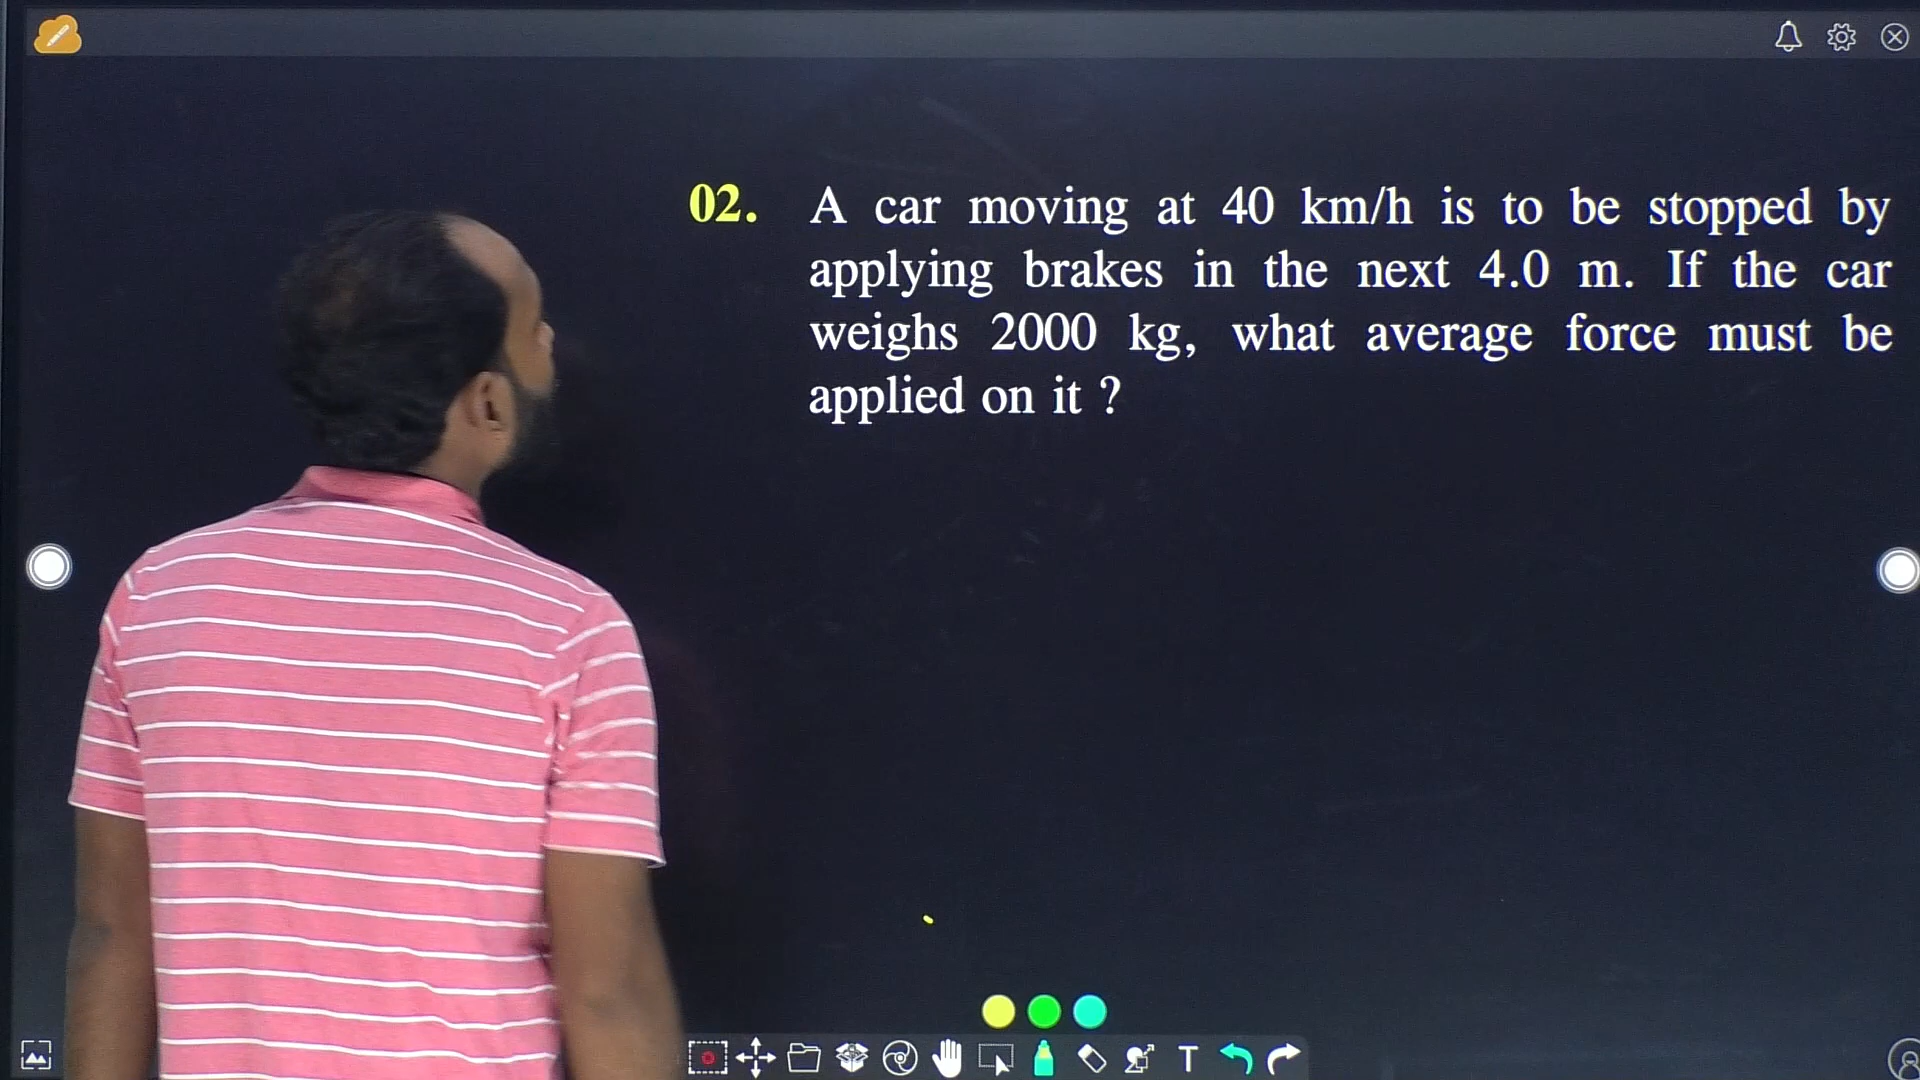 02. A car moving at 40 km/h is to be stopped by
applying brakes in the next 4.0 m. If the car
weighs 2000 kg, what average force must be
applied on it ?
T